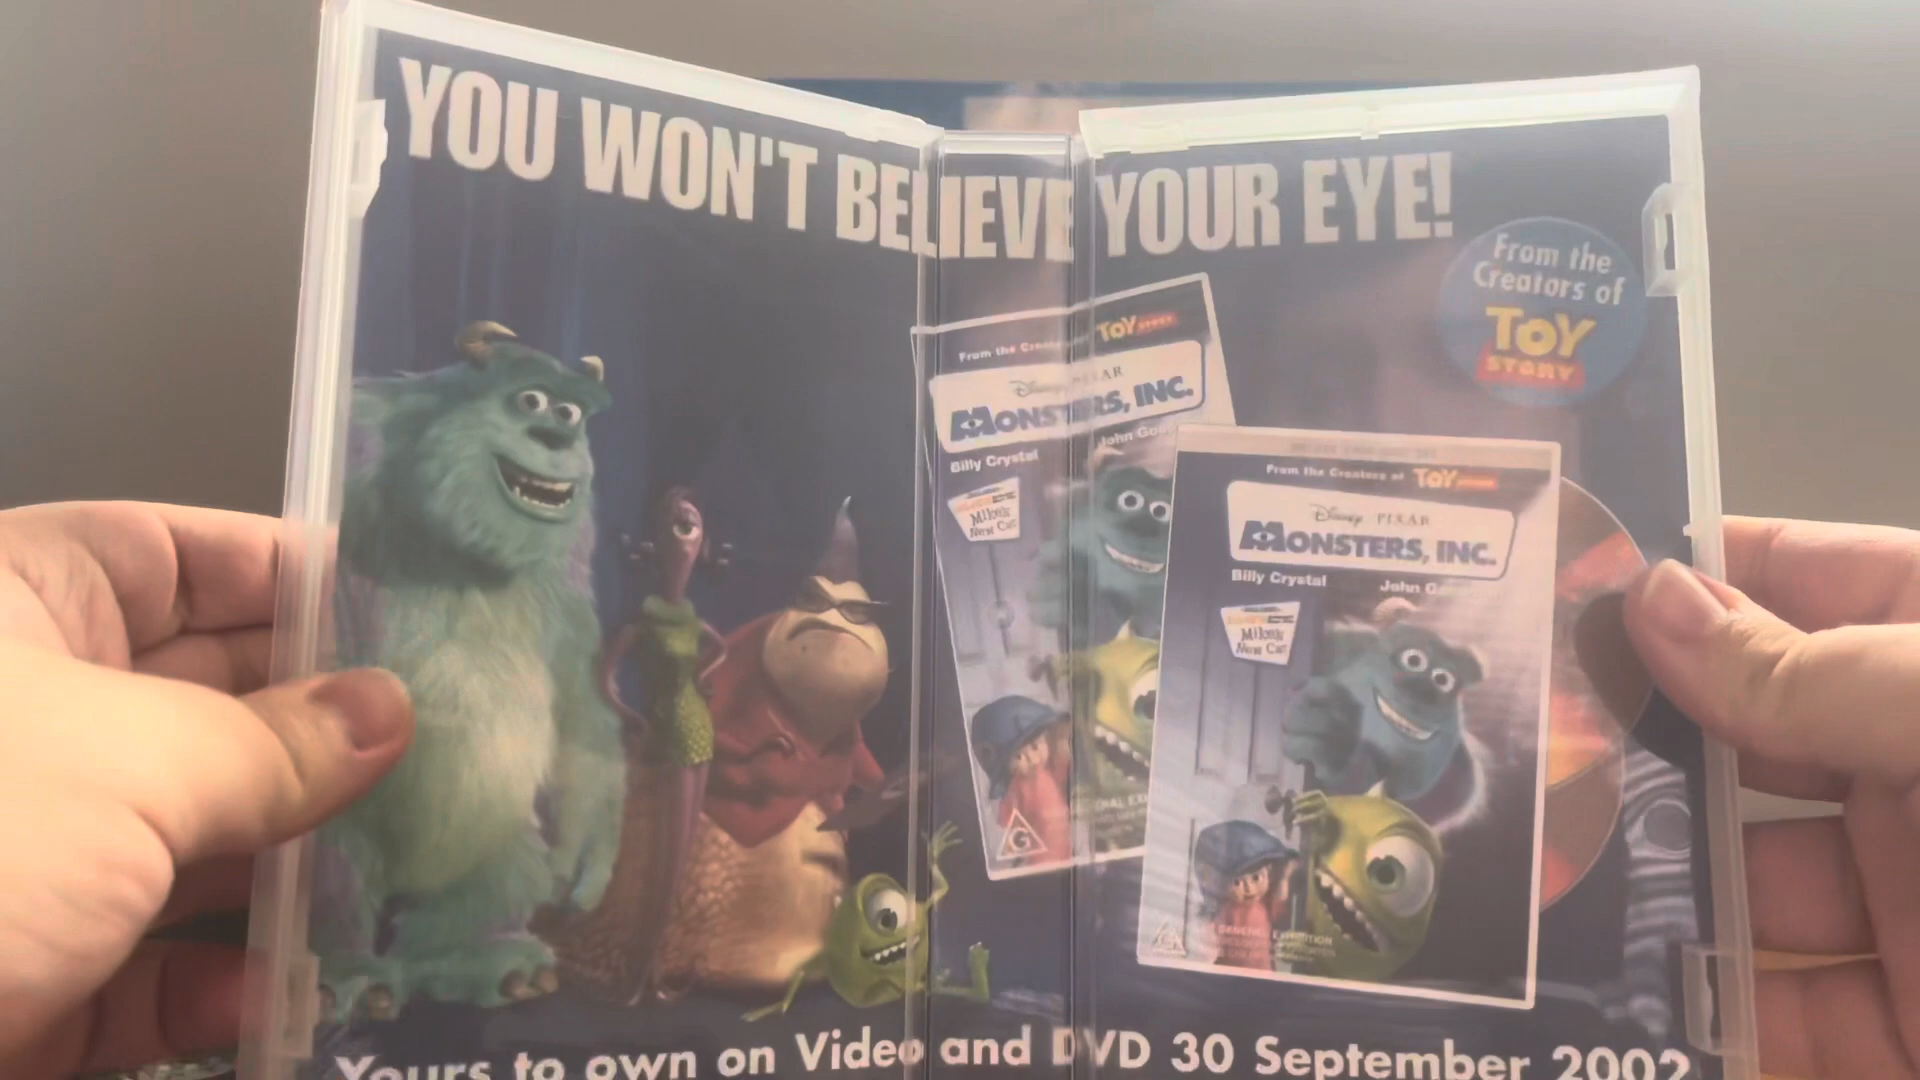 YOU WON'T BELIEVE YOUR EYE!
From the
Creators of
TOY
STORY
From the Creators of TOY STORY
Disney PIXAR
MONSTERS, INC.
Billy Crystal
John Goo
Mike's
New Car
G
From the Creators of TOY STORY
Disney PIXAR
MONSTERS, INC.
Billy Crystal
John
Mike's
New Car
G
GENERAL EXHIBITION
Yours to own on Video and DVD 30 September 2002